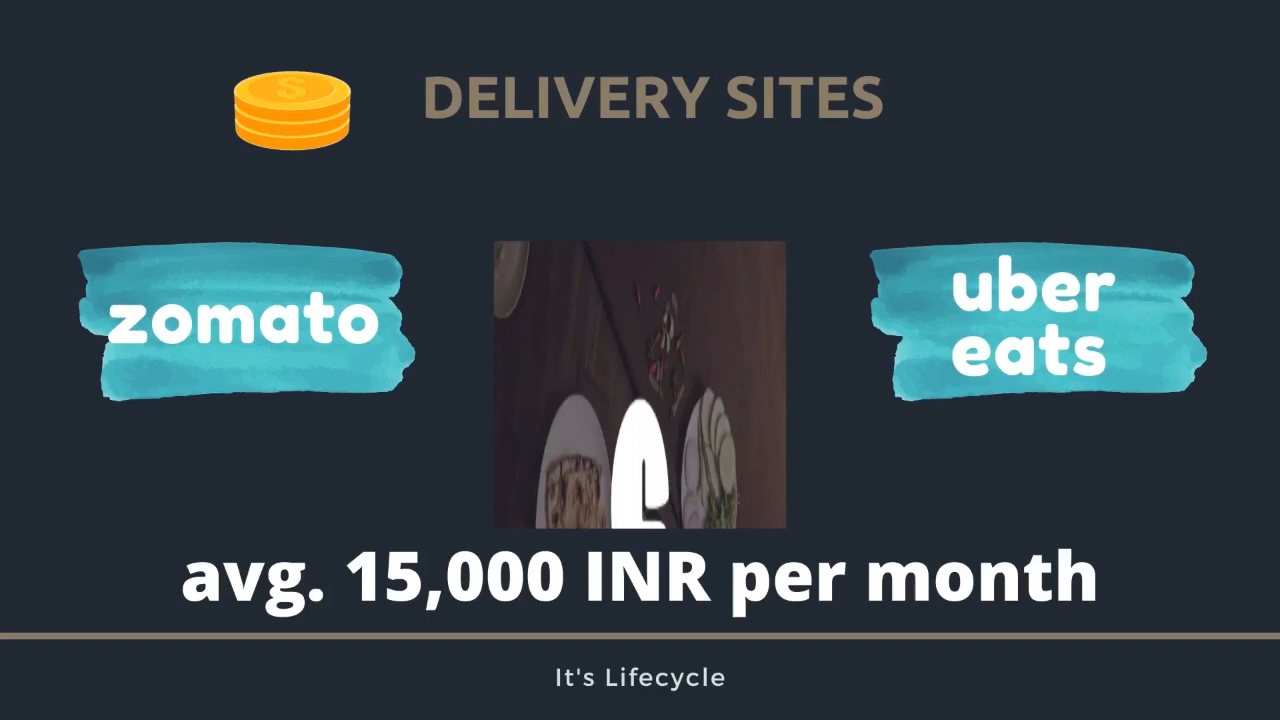 DELIVERY SITES
zomato
uber
eats
avg. 15,000 INR per month
It's Lifecycle